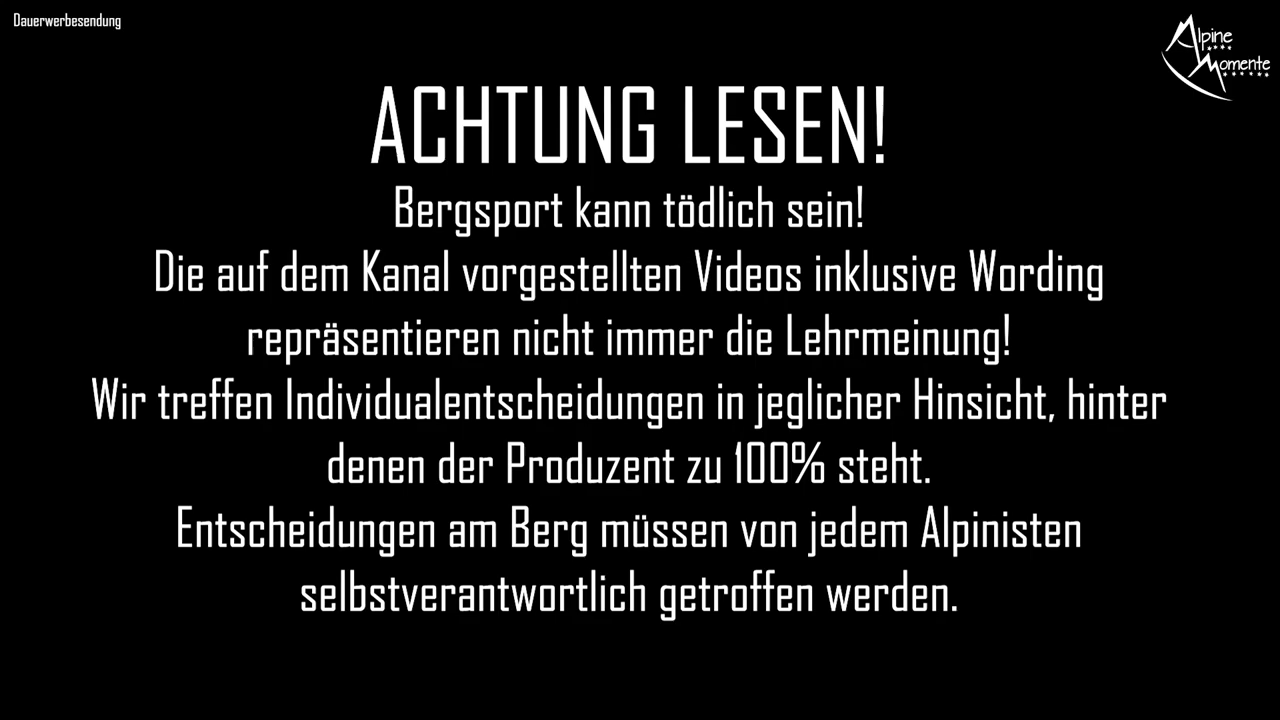 Dauerwerbesendung
Alpine
Momente
ACHTUNG LESEN!
Bergsport kann tödlich sein!
Die auf dem Kanal vorgestellten Videos inklusive Wording
repräsentieren nicht immer die Lehrmeinung!
Wir treffen Individualentscheidungen in jeglicher Hinsicht, hinter
denen der Produzent zu 100% steht.
Entscheidungen am Berg müssen von jedem Alpinisten
selbstverantwortlich getroffen werden.